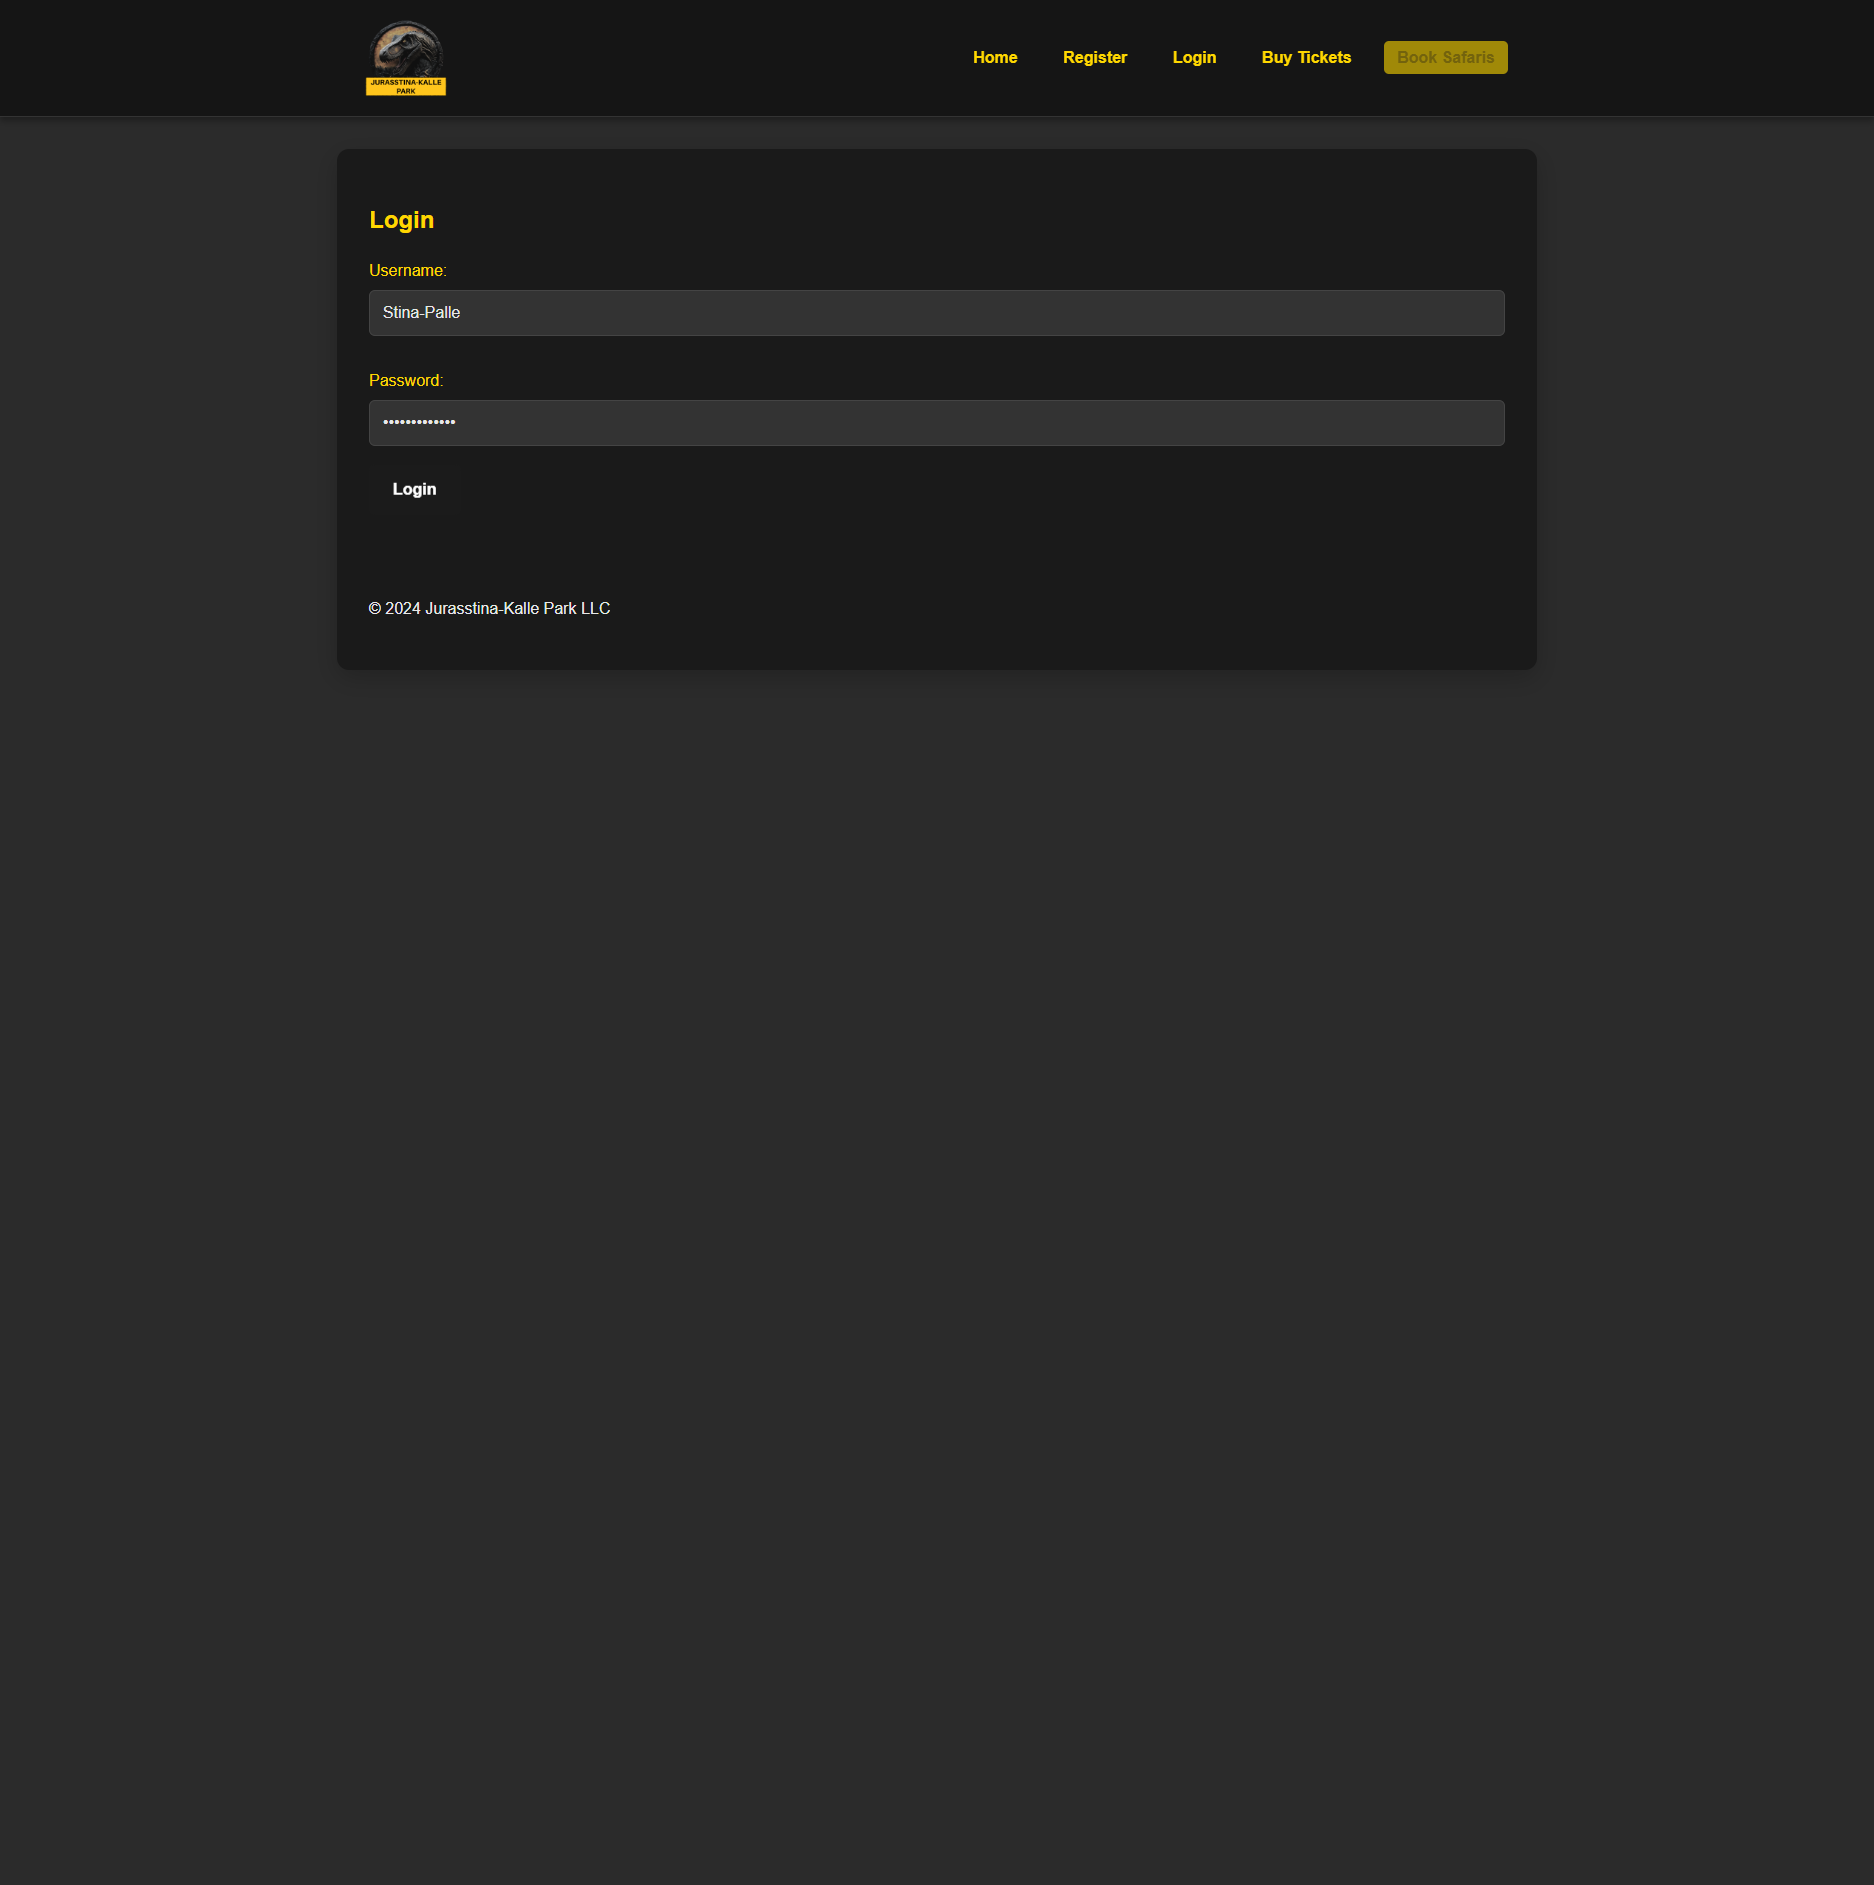 JURASSTINA-KALLE
PARK
Home Register Login Buy Tickets Book Safaris
Login
Username:
Stina-Palle
Password:
•••••••••••••
Login
© 2024 Jurasstina-Kalle Park LLC